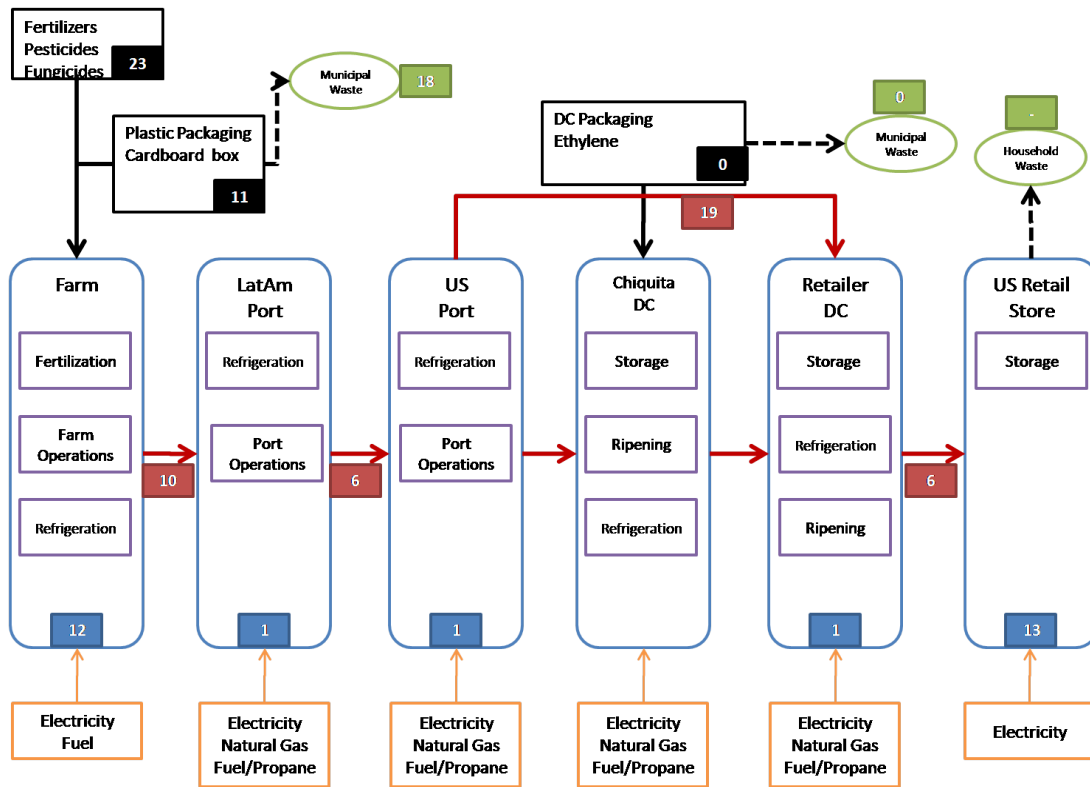 Fertilizers
Pesticides
Fungicides
23
Plastic Packaging
Cardboard box
11
Municipal
Waste
18
DC Packaging
Ethylene
0
0
Municipal
Waste
-
Household
Waste
19
Farm
Fertilization
Farm
Operations
Refrigeration
12
10
LatAm
Port
Refrigeration
Port
Operations
1
6
US
Port
Refrigeration
Port
Operations
1
Chiquita
DC
Storage
Ripening
Refrigeration
Retailer
DC
Storage
Refrigeration
Ripening
1
6
US Retail
Store
Storage
13
Electricity
Fuel
Electricity
Natural Gas
Fuel/Propane
Electricity
Natural Gas
Fuel/Propane
Electricity
Natural Gas
Fuel/Propane
Electricity
Natural Gas
Fuel/Propane
Electricity